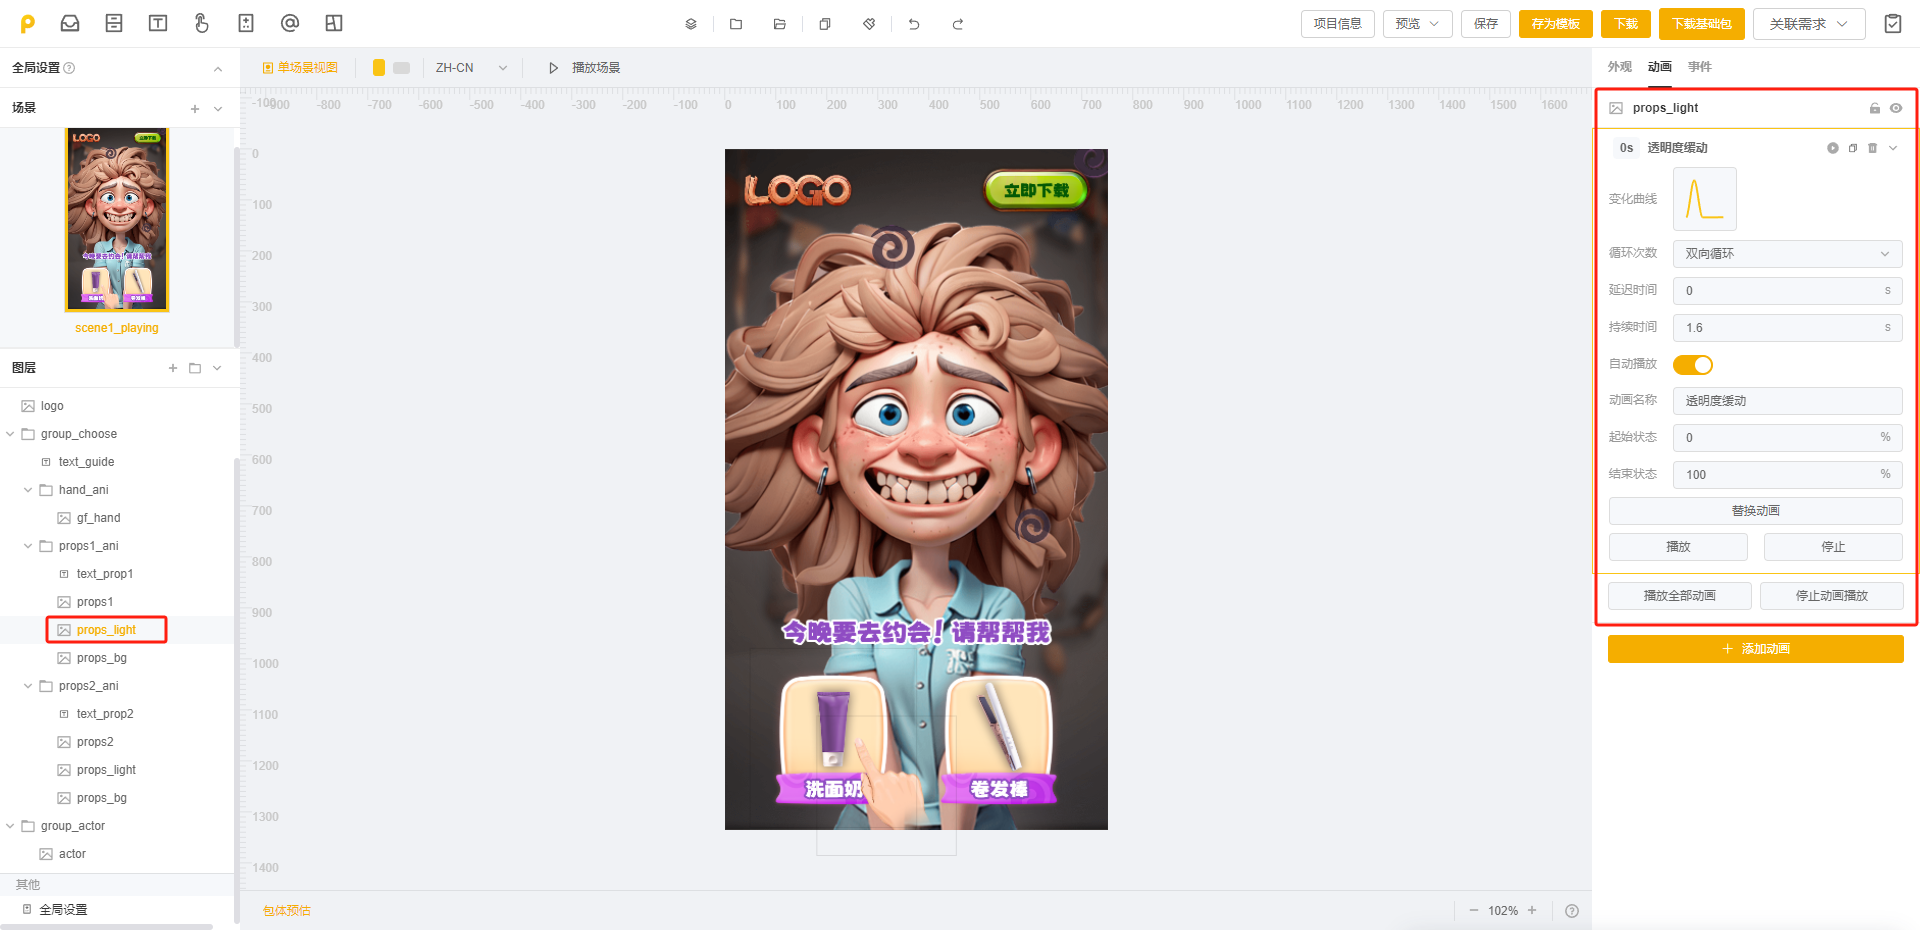 项目信息
预览
保存
存为模板
下载
下载基础包
关联需求
全局设置
场景
scene1_playing
图层
logo
group_choose
text_guide
hand_ani
gf_hand
props1_ani
text_prop1
props1
props_light
props_bg
props2_ani
text_prop2
props2
props_light
props_bg
group_actor
actor
其他
全局设置
单场景视图
ZH-CN
播放场景
-800 -700 -600 -500 -400 -300 -200 -100 0 100 200 300 400 500 600 700 800 900 1000 1100 1200 1300 1400 1500 1600
0
100
200
300
400
500
600
700
800
900
1000
1100
1200
1300
1400
LOGO
立即下载
今晚要去约会！请帮帮我
洗面奶
卷发棒
包体预估
102%
外观 动画 事件
props_light
0s 透明度缓动
变化曲线
循环次数 双向循环
延迟时间 0 s
持续时间 1.6 s
自动播放
动画名称 透明度缓动
起始状态 0 %
结束状态 100 %
替换动画
播放 停止
播放全部动画 停止动画播放
添加动画